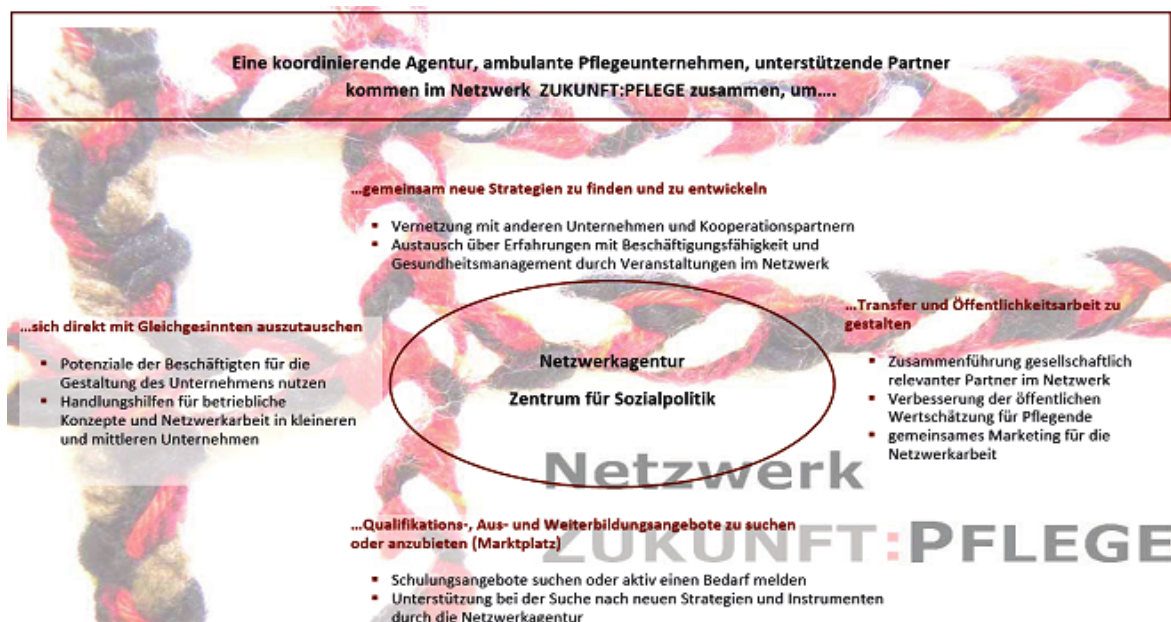 Eine koordinierende Agentur, ambulante Pflegeunternehmen, unterstützende Partner
kommen im Netzwerk ZUKUNFT:PFLEGE zusammen, um....
...gemeinsam neue Strategien zu finden und zu entwickeln
▪ Vernetzung mit anderen Unternehmen und Kooperationspartnern
▪ Austausch über Erfahrungen mit Beschäftigungsfähigkeit und
Gesundheitsmanagement durch Veranstaltungen im Netzwerk
...sich direkt mit Gleichgesinnten auszutauschen
▪ Potenziale der Beschäftigten für die
Gestaltung des Unternehmens nutzen
▪ Handlungshilfen für betriebliche
Konzepte und Netzwerkarbeit in kleineren
und mittleren Unternehmen
Netzwerkagentur
Zentrum für Sozialpolitik
...Transfer und Öffentlichkeitsarbeit zu
gestalten
▪ Zusammenführung gesellschaftlich
relevanter Partner im Netzwerk
▪ Verbesserung der öffentlichen
Wertschätzung für Pflegende
▪ gemeinsames Marketing für die
Netzwerkarbeit
Netzwerk
ZUKUNFT:PFLEGE
...Qualifikations-, Aus- und Weiterbildungsangebote zu suchen
oder anzubieten (Marktplatz)
▪ Schulungsangebote suchen oder aktiv einen Bedarf melden
▪ Unterstützung bei der Suche nach neuen Strategien und Instrumenten
durch die Netzwerkagentur